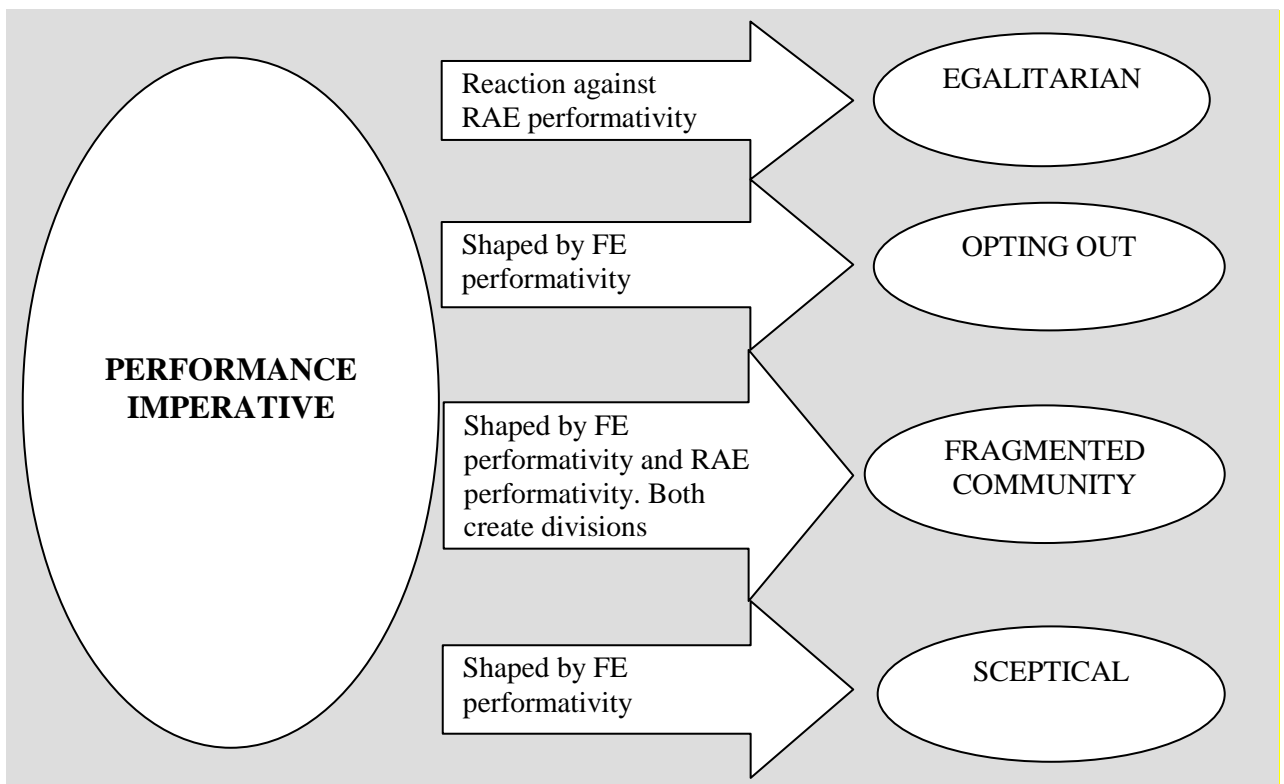 Reaction against
RAE performativity
EGALITARIAN
Shaped by FE
performativity
OPTING OUT
PERFORMANCE
IMPERATIVE
Shaped by FE
performativity and RAE
performativity. Both
create divisions
FRAGMENTED
COMMUNITY
Shaped by FE
performativity
SCEPTICAL